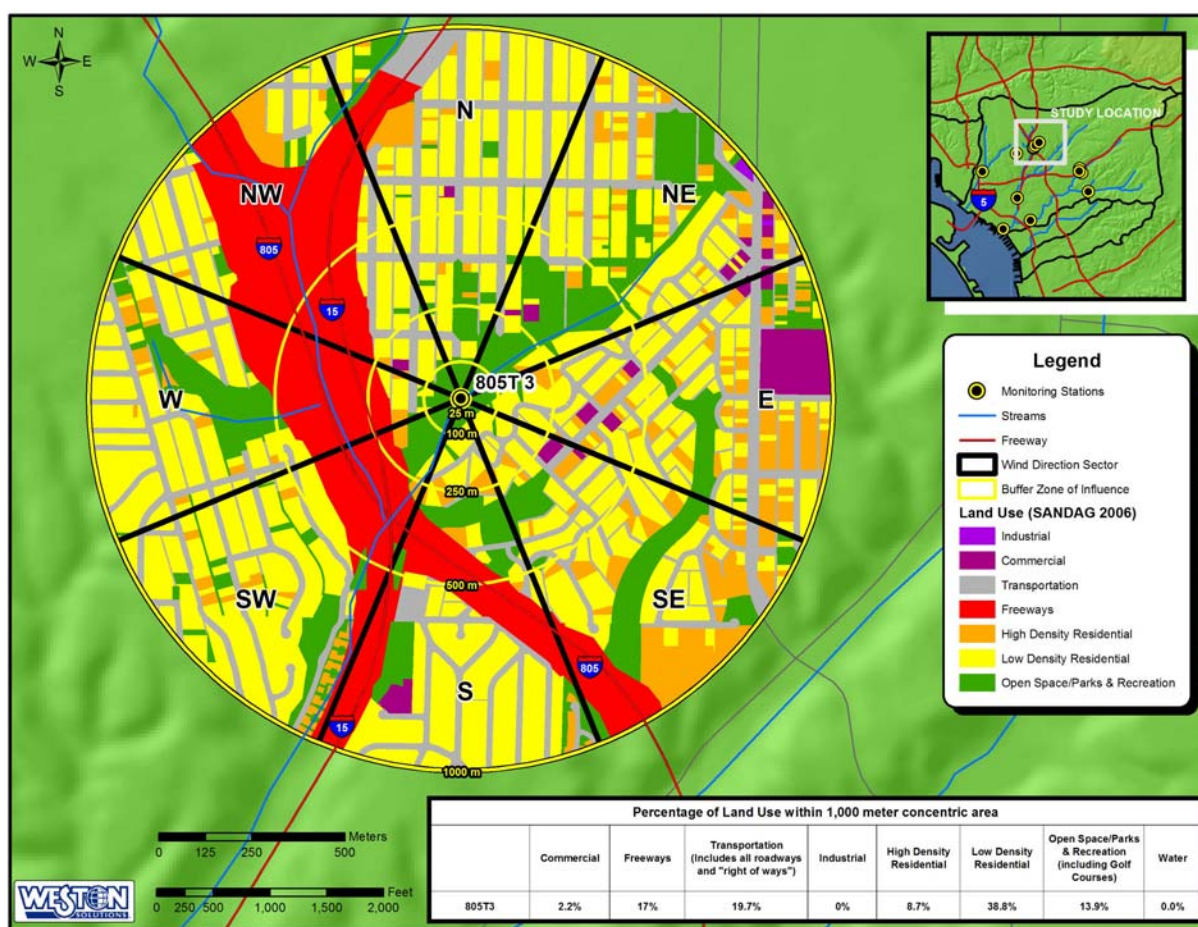 N
W E
S
N
NW
NE
805
15
W
805T 3
E
25 m
100 m
250 m
500 m
SW
SE
S
805
15
1000 m
STUDY LOCATION
5
Legend
Monitoring Stations
Streams
Freeway
Wind Direction Sector
Buffer Zone of Influence
Land Use (SANDAG 2006)
Industrial
Commercial
Transportation
Freeways
High Density Residential
Low Density Residential
Open Space/Parks & Recreation
Meters
0 125 250 500
Feet
0 250 500 1,000 1,500 2,000
WESTON
SOLUTIONS
Percentage of Land Use within 1,000 meter concentric area
Commercial
Freeways
Transportation
(Includes all roadways
and "right of ways")
Industrial
High Density
Residential
Low Density
Residential
Open Space/Parks
& Recreation
(including Golf
Courses)
Water
805T3 2.2% 17% 19.7% 0% 8.7% 38.8% 13.9% 0.0%